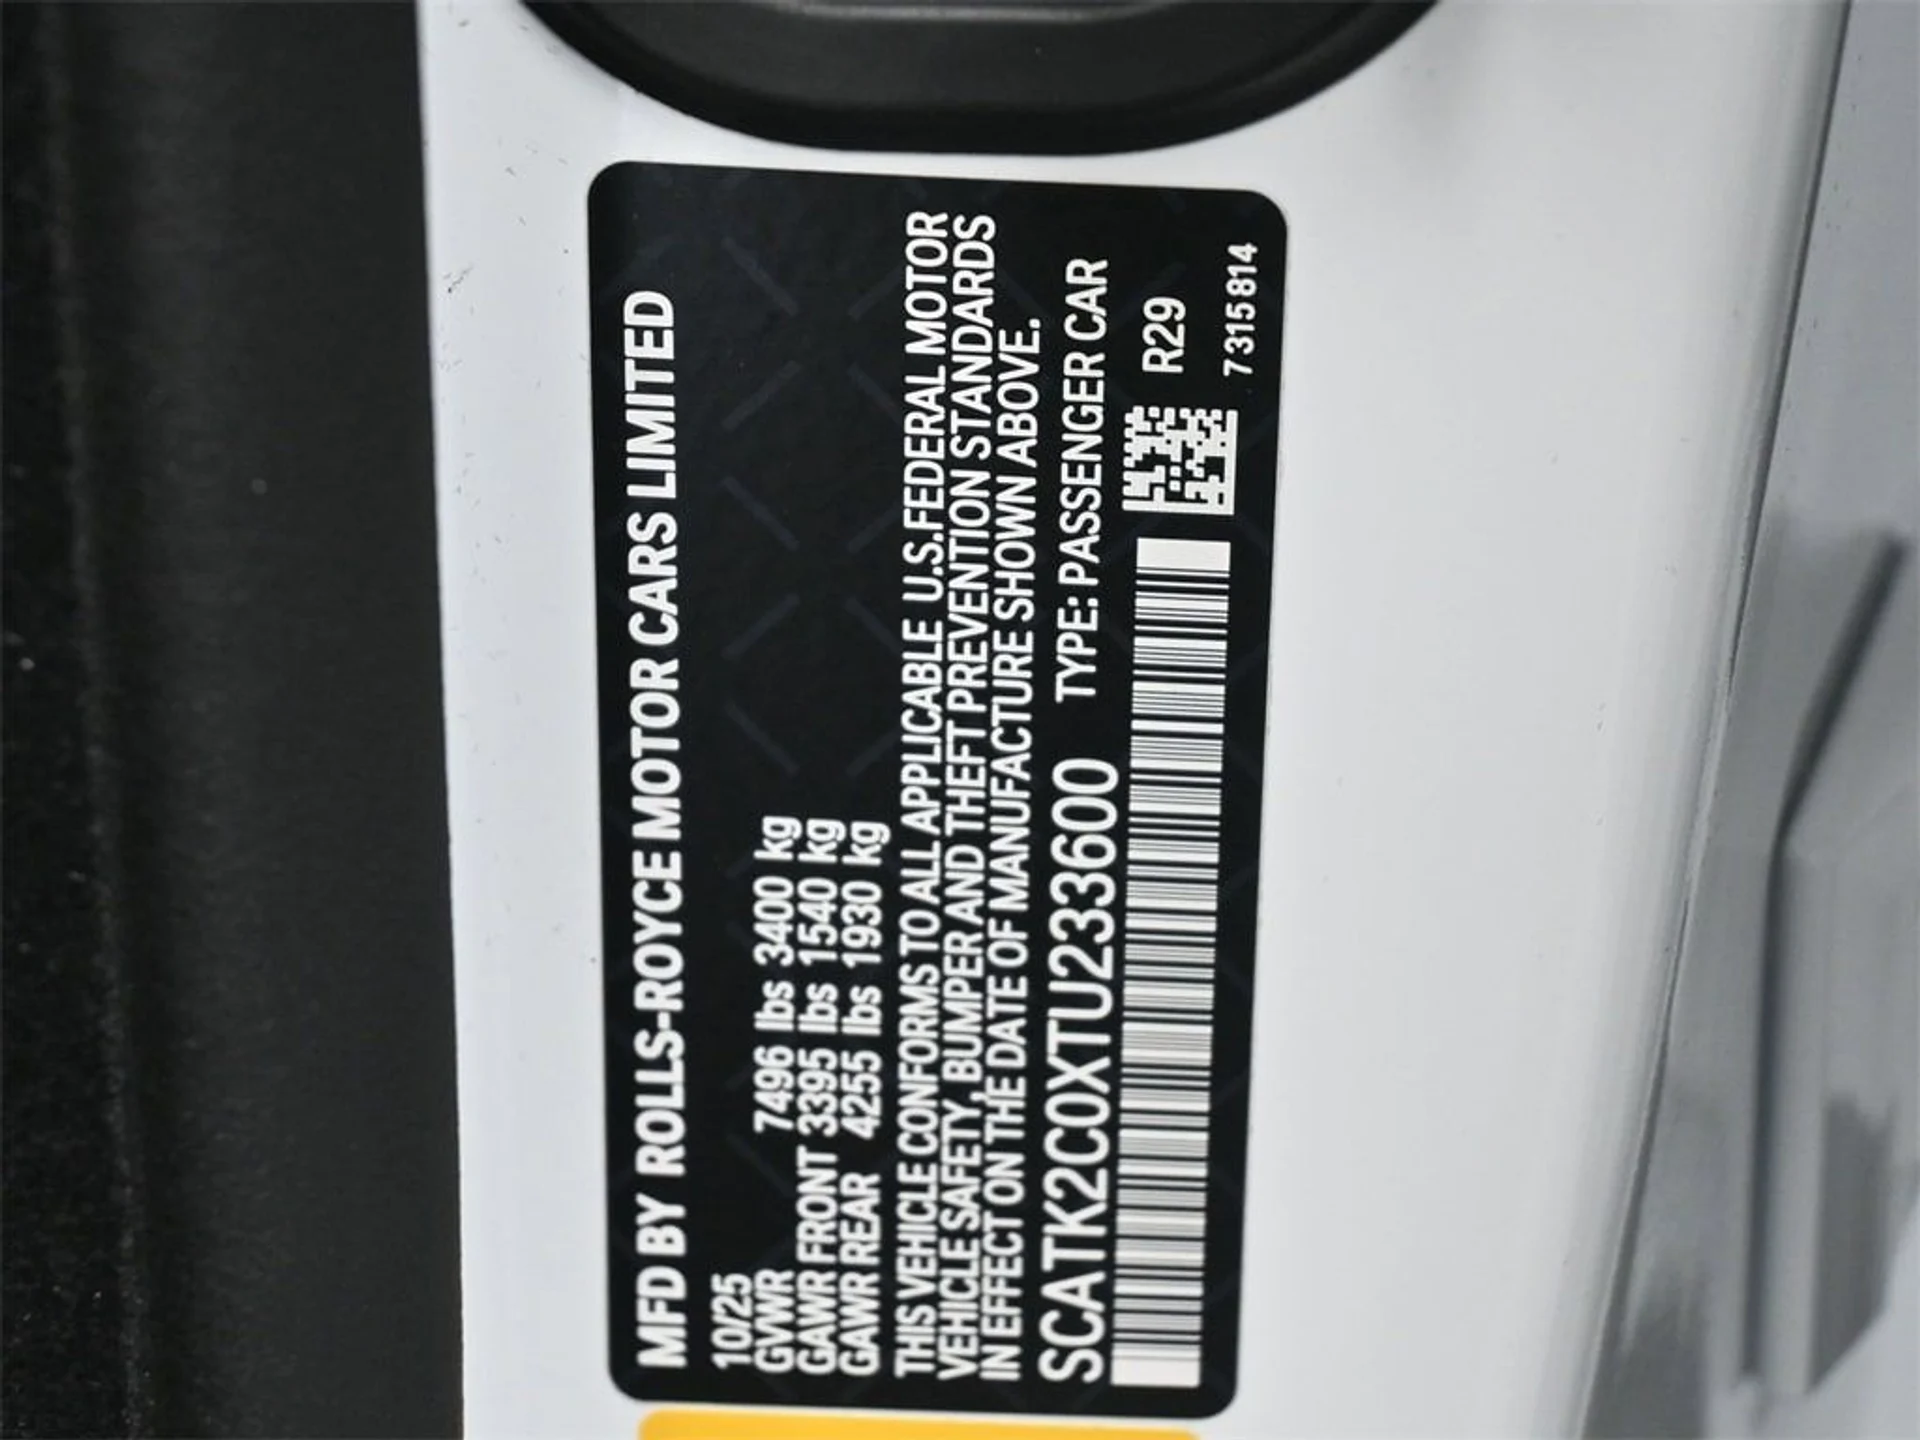 MFD BY ROLLS-ROYCE MOTOR CARS LIMITED
10/25
GVWR 7496 lbs 3400 kg
GAWR FRONT 3395 lbs 1540 kg
GAWR REAR 4255 lbs 1930 kg
THIS VEHICLE CONFORMS TO ALL APPLICABLE U.S. FEDERAL MOTOR
VEHICLE SAFETY, BUMPER AND THEFT PREVENTION STANDARDS
IN EFFECT ON THE DATE OF MANUFACTURE SHOWN ABOVE.
SCATK2C0XTU233600 TYPE: PASSENGER CAR
R29
7315814